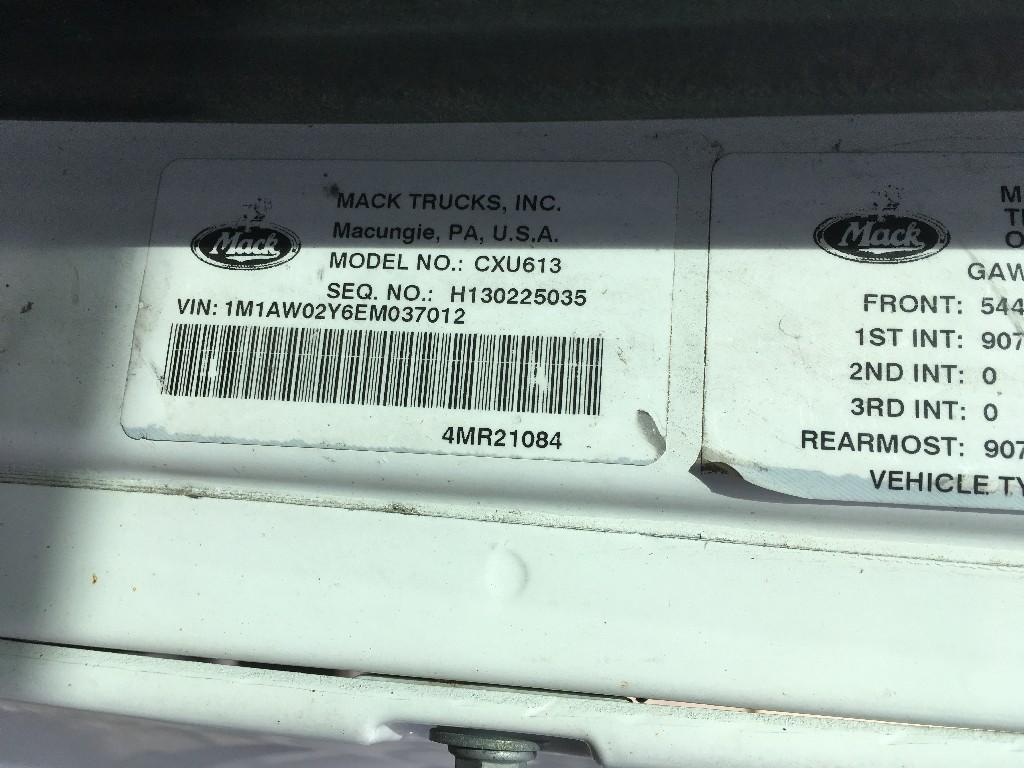 Mack
MACK TRUCKS, INC.
Macungie, PA, U.S.A.
MODEL NO.: CXU613
SEQ. NO.: H130225035
VIN: 1M1AW02Y6EM037012
4MR21084
Mack
GAW
FRONT: 544
1ST INT: 907
2ND INT: 0
3RD INT: 0
REARMOST: 907
VEHICLE TY